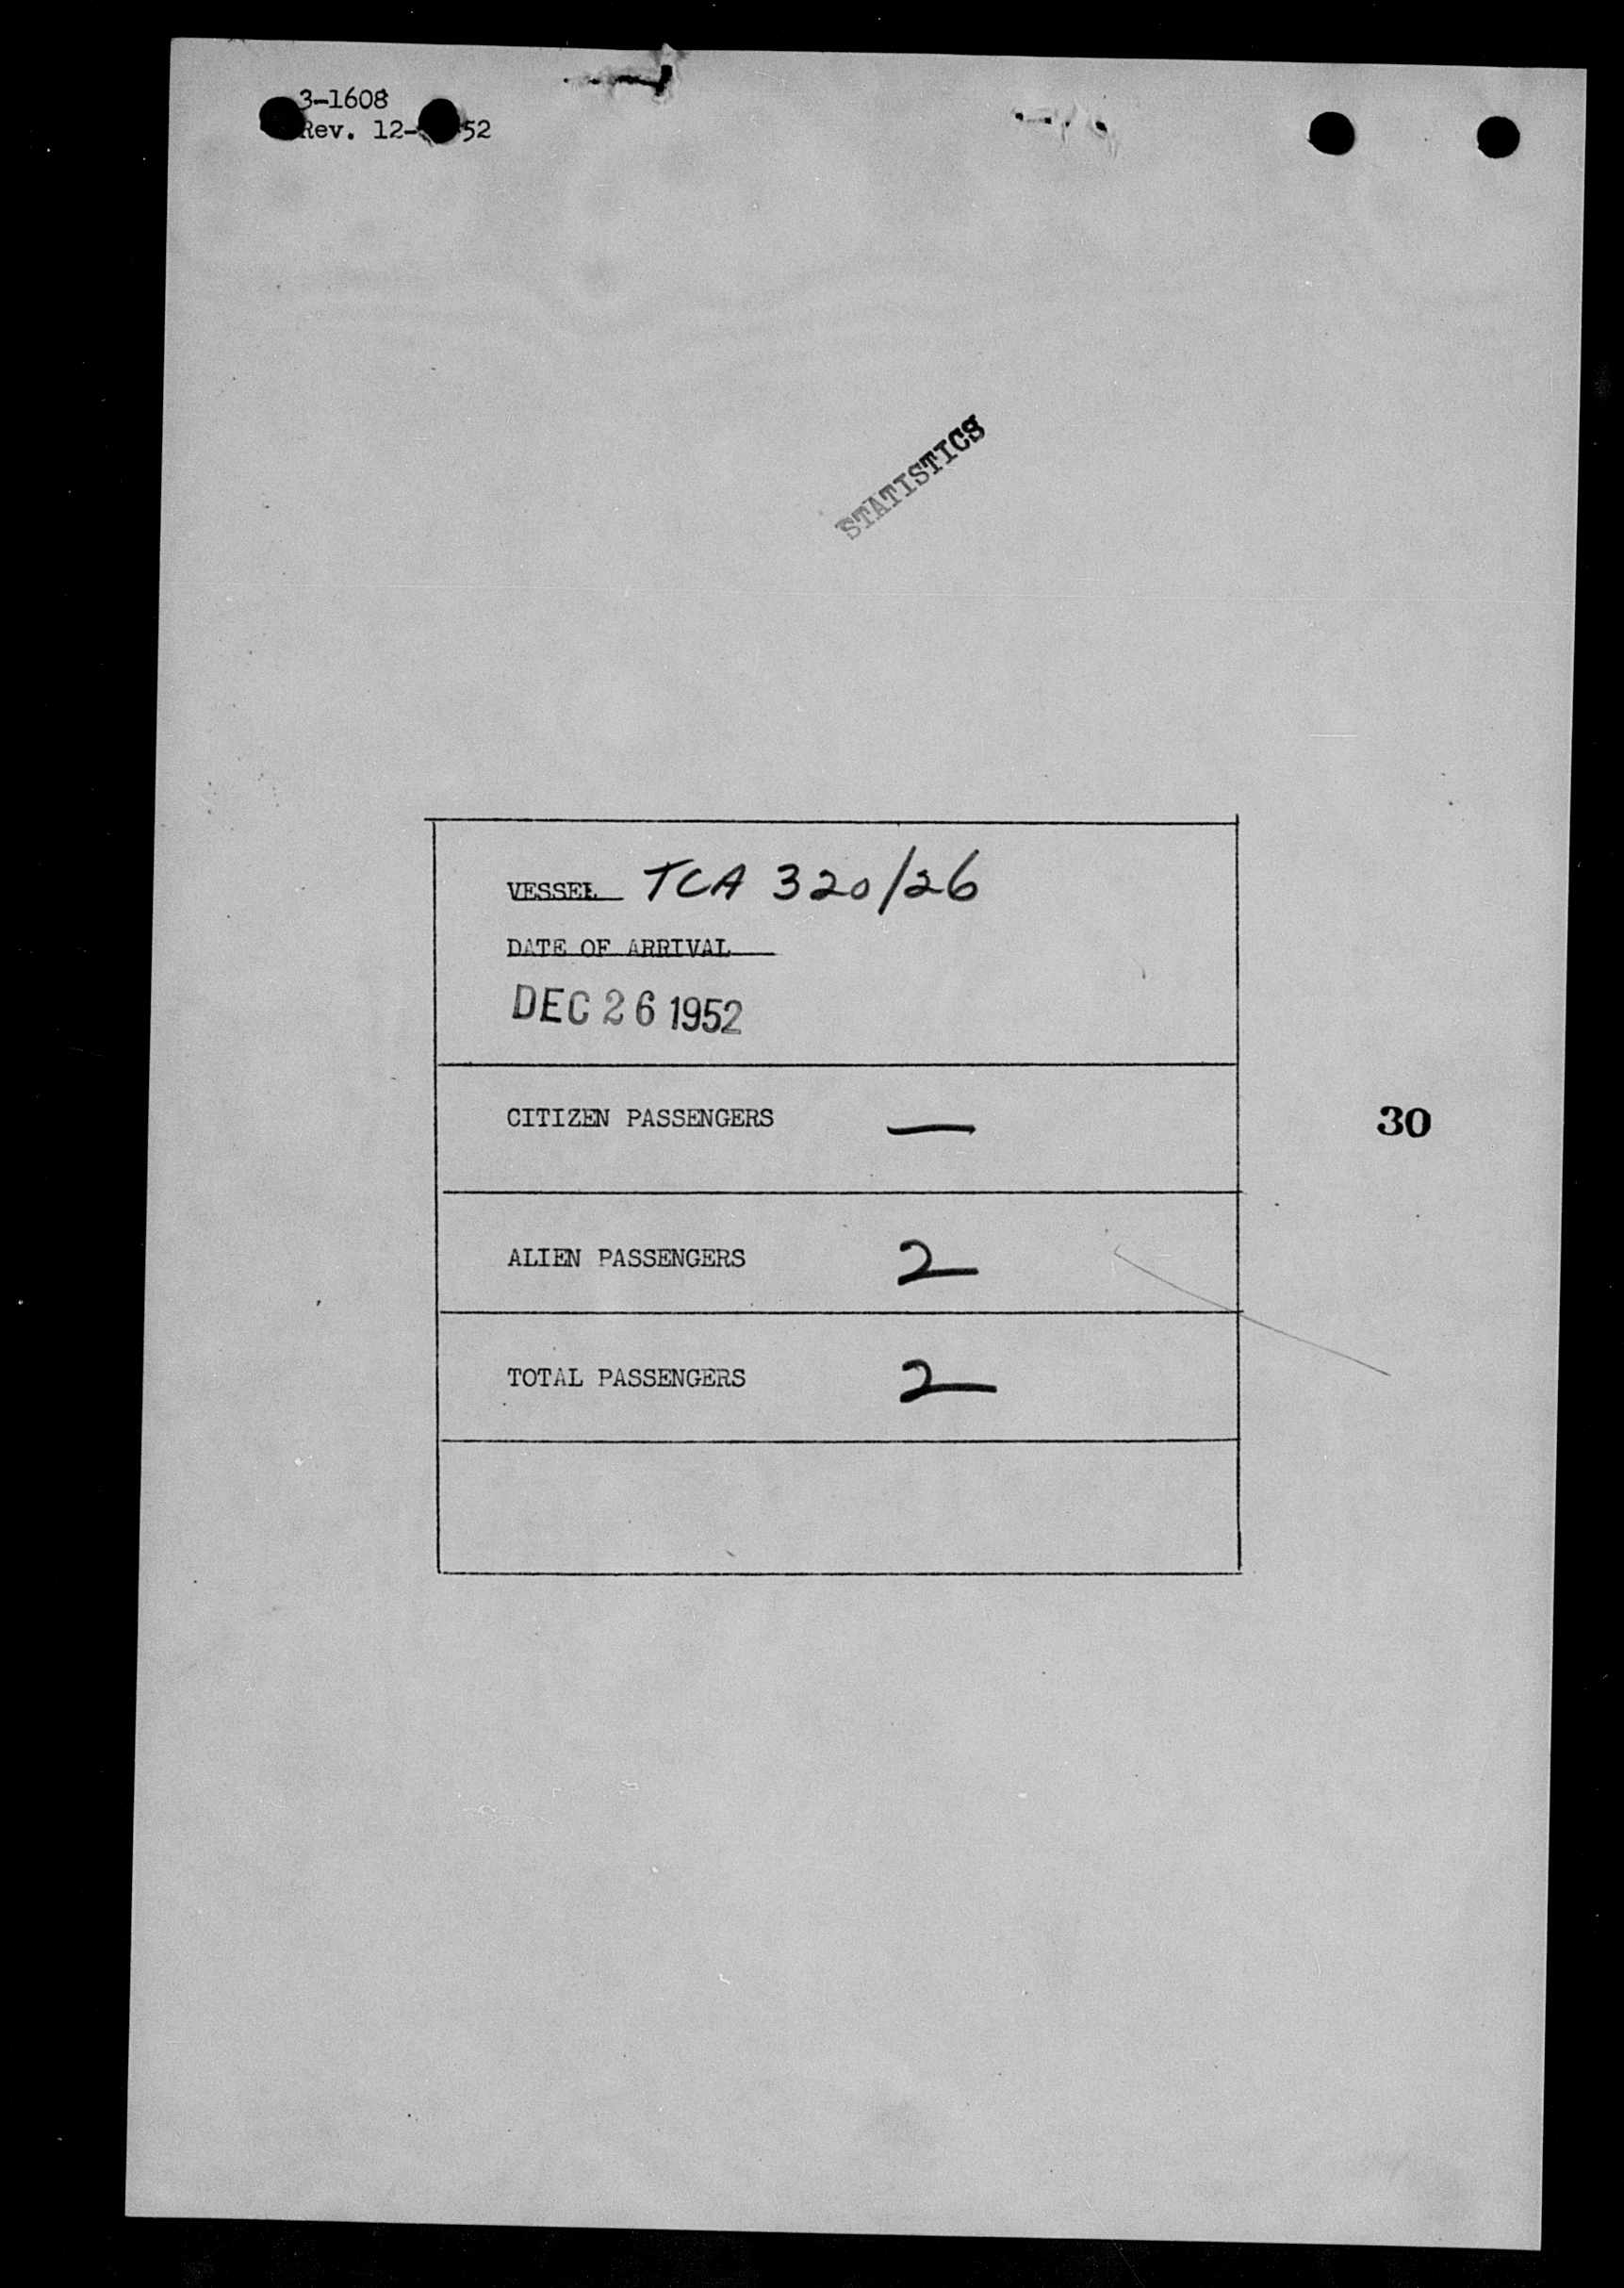 3-1608
Rev. 12- 52
STATISTICS
VESSEL TCA 320/26
DATE OF ARRIVAL
DEC 26 1952
CITIZEN PASSENGERS —
30
ALIEN PASSENGERS 2
TOTAL PASSENGERS 2